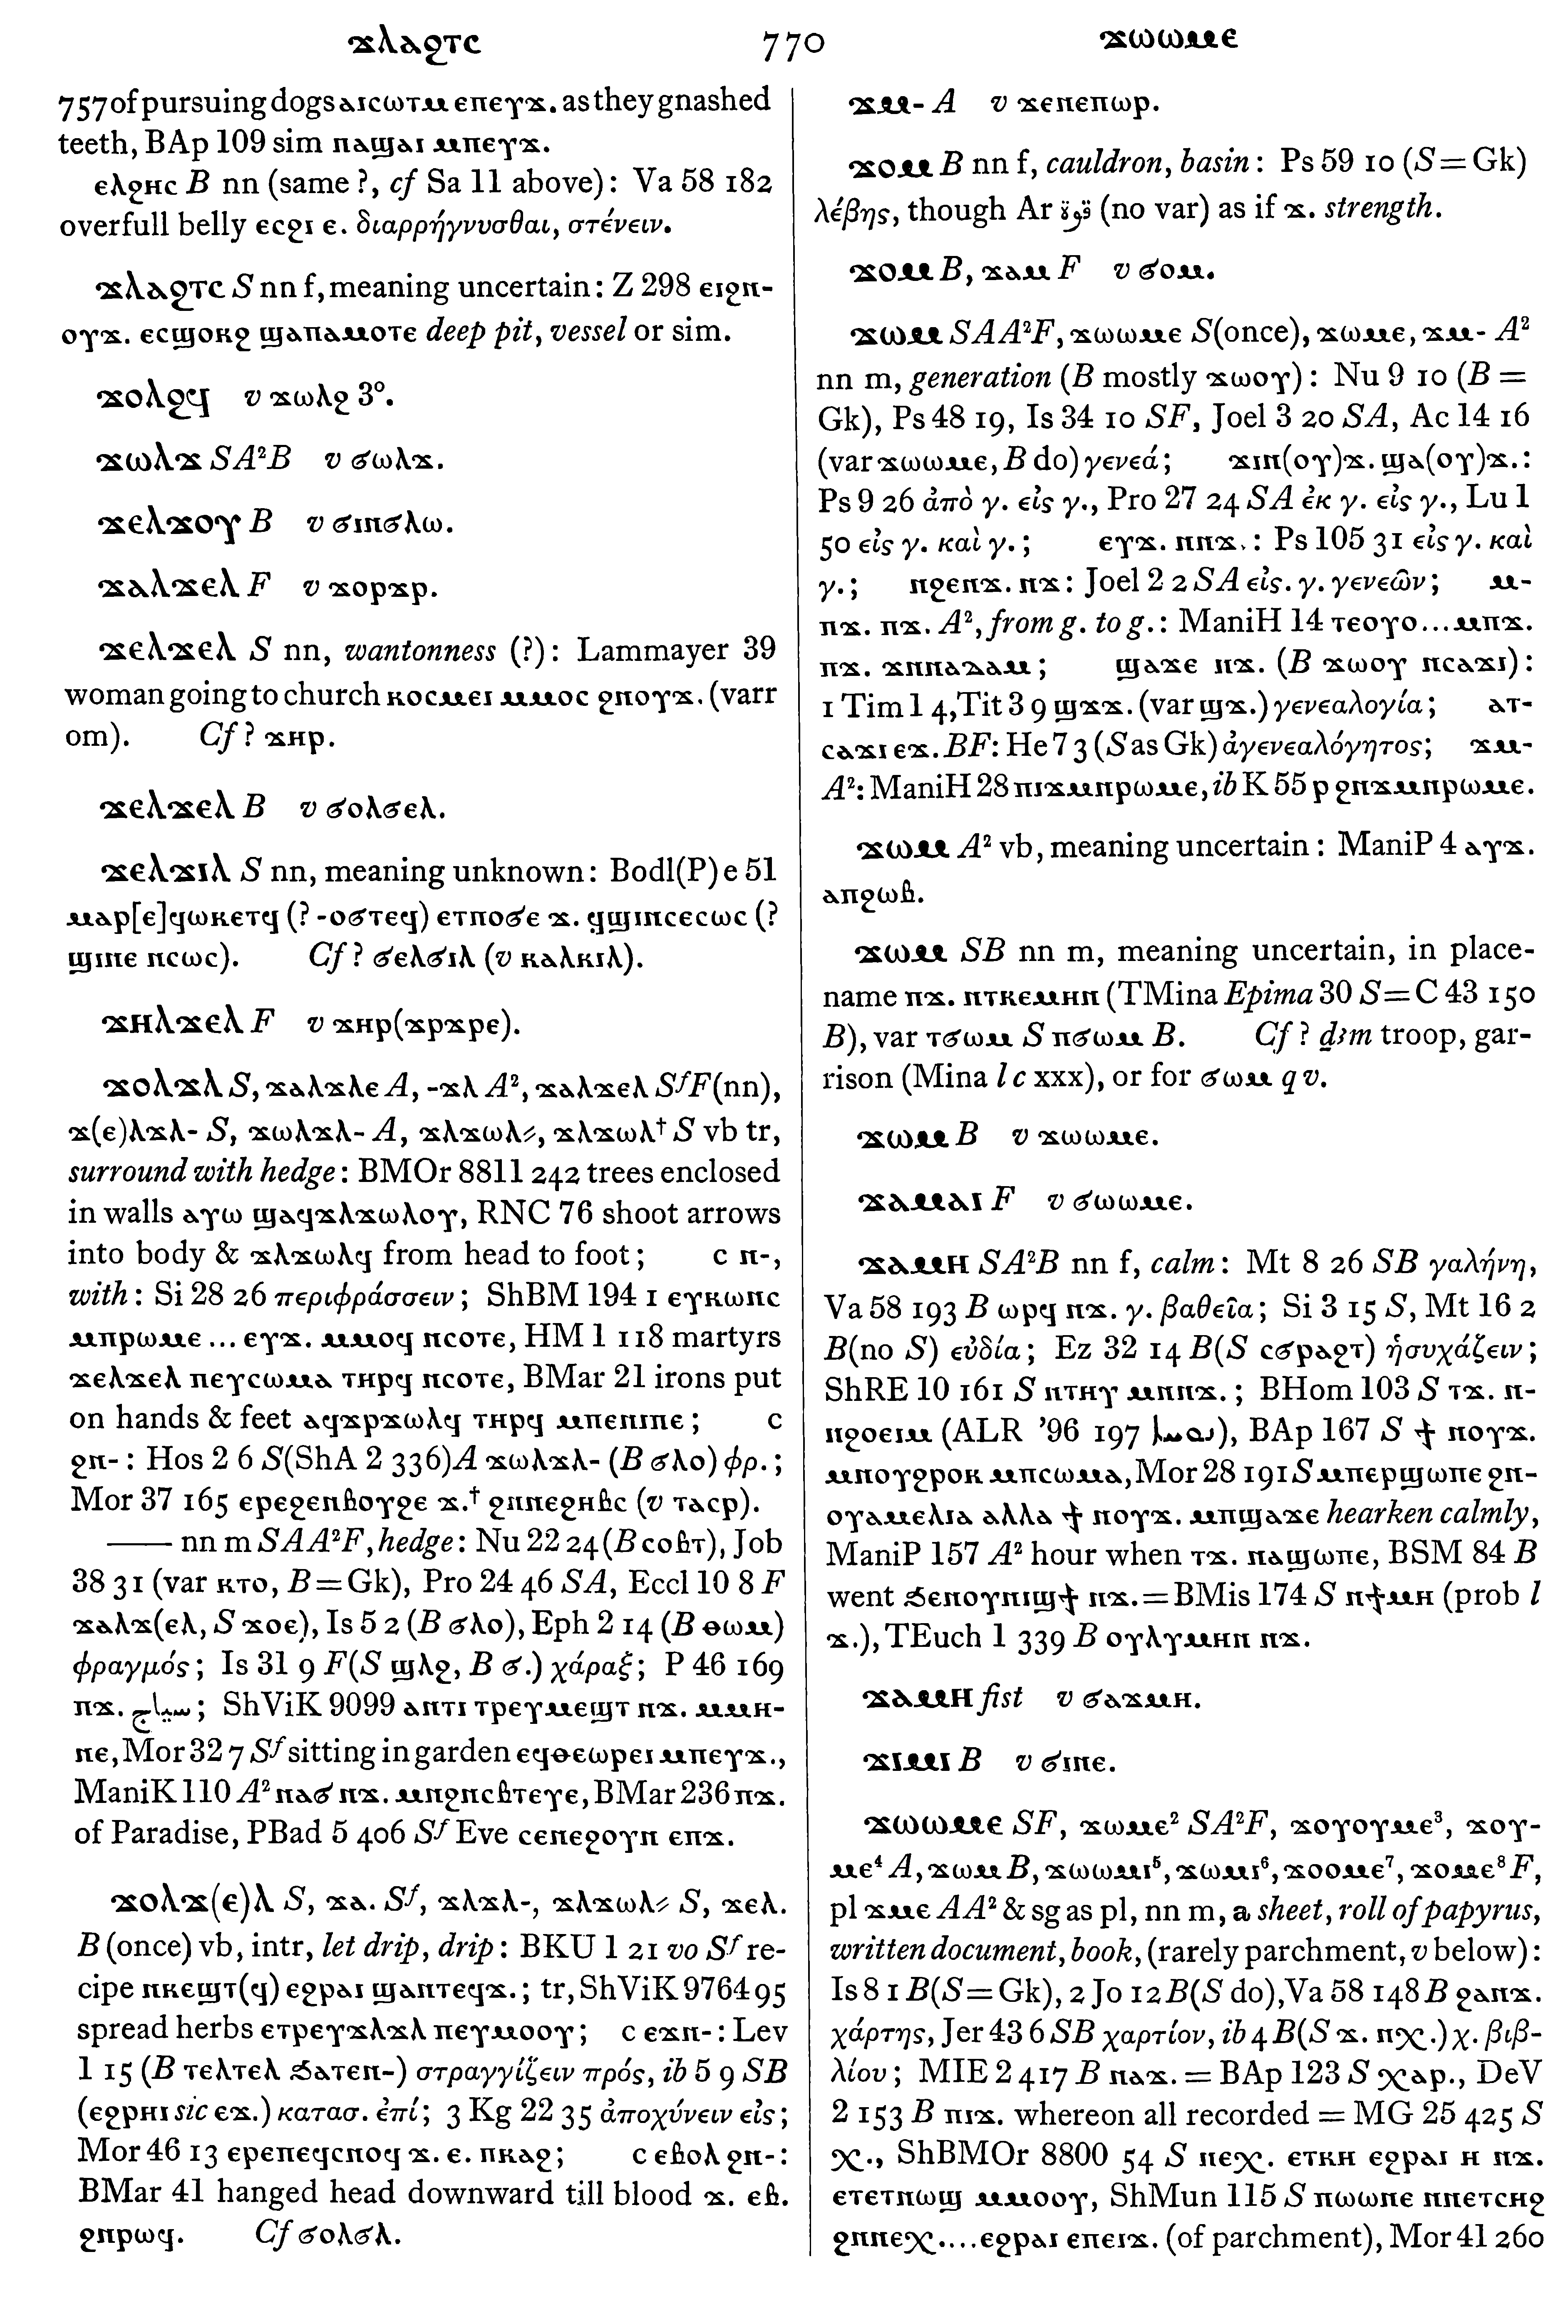 ϫⲗⲁϩⲧⲥ 770 ϫⲱⲱⲙⲉ
757 of pursuing dogs ⲁⲓⲥⲱⲧⲙ ⲉⲡⲉⲩϫ. as they gnashed
teeth, BAp 109 sim ⲡⲁϣⲁⲓ ⲙⲡⲉⲩϫ.
ⲉⲗϩⲏⲥ B nn (same ?, cf Sa 11 above): Va 58 182
overfull belly ⲉⲥϩⲓ ⲉ. διαρρήγνυσθαι, στένειν.
ϫⲗⲁϩⲧⲥ S nn f, meaning uncertain: Z 298 ⲉⲓϩⲛ-
ⲟⲩϫ. ⲉⲥϣⲟⲕϩ ϣⲁⲡⲁⲙⲟⲧⲉ deep pit, vessel or sim.
ϫⲟⲗϩϥ v ϫⲱⲗϩ 3°.
ϫⲱⲗϫ SA²B v ϭⲱⲗϫ.
ϫⲉⲗϫⲟⲩ B v ϭⲓⲛϭⲗⲱ.
ϫⲁⲗϫⲉⲗ F v ϫⲟⲣϫⲣ.
ϫⲉⲗϫⲉⲗ S nn, wantonness (?): Lammayer 39
woman going to church ⲕⲟⲥⲙⲉⲓ ⲙⲙⲟⲥ ϩⲛⲟⲩϫ. (varr
om). Cf ? ϫⲏⲣ.
ϫⲉⲗϫⲉⲗ B v ϭⲟⲗϭⲉⲗ.
ϫⲉⲗϫⲓⲗ S nn, meaning unknown: Bodl(P) e 51
ⲙⲁⲣ[ⲉ]ϥⲱⲕⲉⲧϥ (? -ⲟϭⲧⲉϥ) ⲉⲧⲛⲟϭⲉ ϫ. ϥϣⲓⲛⲥⲉⲥⲱⲥ (?
ϣⲓⲛⲉ ⲛⲥⲱⲥ). Cf ? ϭⲉⲗϭⲓⲗ (v ⲕⲁⲗⲕⲓⲗ).
ϫⲏⲗϫⲉⲗ F v ϫⲏⲣ(ϫⲣϫⲣⲉ).
ϫⲟⲗϫⲗ S, ϫⲁⲗϫⲗⲉ A, -ϫⲗ A², ϫⲁⲗϫⲉⲗ SᶠF(nn),
ϫ(ⲉ)ⲗϫⲗ- S, ϫⲱⲗϫⲗ- A, ϫⲗϫⲱⲗ⸗, ϫⲗϫⲱⲗ† S vb tr,
surround with hedge: BMOr 8811 242 trees enclosed
in walls ⲁⲩⲱ ϣⲁϥϫⲗϫⲱⲗⲟⲩ, RNC 76 shoot arrows
into body & ϫⲗϫⲱⲗϥ from head to foot; c ⲛ-,
with: Si 28 26 περιφράσσειν; ShBM 194 1 ⲉⲩⲕⲱⲛⲥ
ⲙⲡⲣⲱⲙⲉ ... ⲉⲩϫ. ⲙⲙⲟϥ ⲛⲥⲟⲧⲉ, HM 1 118 martyrs
ϫⲉⲗϫⲉⲗ ⲡⲉⲩⲥⲱⲙⲁ ⲧⲏⲣϥ ⲛⲥⲟⲧⲉ, BMar 21 irons put
on hands & feet ⲁϥϫⲣϫⲱⲗϥ ⲧⲏⲣϥ ⲙⲡⲉⲛⲓⲡⲉ; c
ϩⲛ-: Hos 2 6 S(ShA 2 336)A ϫⲱⲗϫⲗ- (B ϭⲗⲟ) φρ.;
Mor 37 165 ⲉⲣⲉϩⲉⲛⲃⲟⲩϩⲉ ϫ.† ϩⲛⲛⲉϩⲏⲃⲥ (v ⲧⲁⲥⲣ).
—— nn m SAA²F, hedge: Nu 22 24 (B ⲥⲟⲃⲧ), Job
38 31 (var ⲕⲧⲟ, B=Gk), Pro 24 46 SA, Eccl 10 8 F
ϫⲁⲗϫ(ⲉⲗ, S ϫⲟⲉ), Is 5 2 (B ϭⲗⲟ), Eph 2 14 (B ⲑⲱⲙ)
φραγμός; Is 31 9 F(S ϣⲗϩ, B ϭ.) χάραξ; P 46 169
ⲡϫ. سياج; ShViK 9099 ⲁⲛⲧⲓ ⲧⲣⲉⲩⲙⲉϣⲧ ⲡϫ. ⲙⲙⲏ-
ⲛⲉ, Mor 32 7 Sᶠ sitting in garden ⲉϥⲑⲉⲱⲣⲉⲓ ⲙⲡⲉⲩϫ.,
ManiK 110 A² ⲡⲁϭ ⲛϫ. ⲙⲛϩⲛⲥⲃⲧⲉⲩⲉ, BMar 236 ⲡϫ.
of Paradise, PBad 5 406 Sᶠ Eve ⲥⲉⲛⲉϩⲟⲩⲛ ⲉⲡϫ.
ϫⲟⲗϫ(ⲉ)ⲗ S, ϫⲁ. Sᶠ, ϫⲗϫⲗ-, ϫⲗϫⲱⲗ⸗ S, ϫⲉⲗ.
B (once) vb, intr, let drip, drip: BKU 1 21 vo Sᶠ re-
cipe ⲛⲕⲉϣⲧ(ϥ) ⲉϩⲣⲁⲓ ϣⲁⲛⲧⲉϥϫ.; tr, ShViK 9764 95
spread herbs ⲉⲧⲣⲉⲩϫⲗϫⲗ ⲡⲉⲩⲙⲟⲟⲩ; c ⲉϫⲛ-: Lev
1 15 (B ⲧⲉⲗⲧⲉⲗ ϧⲁⲧⲉⲛ-) στραγγίζειν πρός, ib 5 9 SB
(ⲉϩⲣⲏⲓ sic ⲉϫ.) κατασ. ἐπί; 3 Kg 22 35 ἀποχύνειν εἰς;
Mor 46 13 ⲉⲣⲉⲡⲉϥⲥⲛⲟϥ ϫ. ⲉ. ⲡⲕⲁϩ; c ⲉⲃⲟⲗ ϩⲛ-:
BMar 41 hanged head downward till blood ϫ. ⲉⲃ.
ϩⲛⲣⲱϥ. Cf ϭⲟⲗϭⲗ.
ϫⲙ- A v ϫⲉⲛⲉⲡⲱⲣ.
ϫⲟⲙ B nn f, cauldron, basin: Ps 59 10 (S=Gk)
λέβης, though Ar قوة (no var) as if ϫ. strength.
ϫⲟⲙ B, ϫⲁⲙ F v ϭⲟⲙ.
ϫⲱⲙ SAA²F, ϫⲱⲱⲙⲉ S(once), ϫⲱⲙⲉ, ϫⲙ- A²
nn m, generation (B mostly ϫⲱⲟⲩ): Nu 9 10 (B =
Gk), Ps 48 19, Is 34 10 SF, Joel 3 20 SA, Ac 14 16
(var ϫⲱⲱⲙⲉ, B do) γενεά; ϫⲓⲛ(ⲟⲩ)ϫ. ϣⲁ(ⲟⲩ)ϫ.:
Ps 9 26 ἀπὸ γ. εἰς γ., Pro 27 24 SA ἐκ γ. εἰς γ., Lu 1
50 εἰς γ. καὶ γ.; ⲉⲩϫ. ⲛⲛϫ.: Ps 105 31 εἰς γ. καὶ
γ.; ⲛϩⲉⲛϫ. ⲛϫ: Joel 2 2 SA εἰς. γ. γενεῶν; ⲙ-
ⲡϫ. ⲛϫ. A², from g. to g.: ManiH 14 ⲧⲉⲟⲩⲟ...ⲙⲡϫ.
ⲛϫ. ϫⲛⲛⲁⲇⲁⲙ; ϣⲁϫⲉ ⲛϫ. (B ϫⲱⲟⲩ ⲛⲥⲁϫⲓ):
1 Tim 1 4, Tit 3 9 ϣϫϫ. (var ϣϫ.) γενεαλογία; ⲁⲧ-
ⲥⲁϫⲓ ⲉϫ. BF: He 7 3 (S as Gk) ἀγενεαλόγητος; ϫⲙ-
A²: ManiH 28 ⲡⲓϫⲙⲡⲣⲱⲙⲉ, ib K 55 ⲣ ϩⲛϫⲙⲡⲣⲱⲙⲉ.
ϫⲱⲙ A² vb, meaning uncertain: ManiP 4 ⲁⲩϫ.
ⲁⲡϩⲱⲃ.
ϫⲱⲙ SB nn m, meaning uncertain, in place-
name ⲡϫ. ⲛⲧⲕⲉⲙⲏⲛ (TMina Epima 30 S=C 43 150
B), var ⲧϭⲱⲙ S ⲡϭⲱⲙ B. Cf ? ḏꜣm troop, gar-
rison (Mina l c xxx), or for ϭⲱⲙ q v.
ϫⲱⲙ B v ϫⲱⲱⲙⲉ.
ϫⲁⲙⲁⲓ F v ϭⲱⲱⲙⲉ.
ϫⲁⲙⲏ SA²B nn f, calm: Mt 8 26 SB γαλήνη,
Va 58 193 B ⲱⲣϥ ⲛϫ. γ. βαθεῖα; Si 3 15 S, Mt 16 2
B(no S) εὐδία; Ez 32 14 B(S ⲥϭⲣⲁϩⲧ) ἡσυχάζειν;
ShRE 10 161 S ⲛⲧⲏⲩ ⲙⲛⲛϫ.; BHom 103 S ⲧϫ. ⲛ-
ⲛϩⲟⲉⲓⲙ (ALR '96 197 ), BAp 167 S ϯ ⲛⲟⲩϫ.
ⲙⲛⲟⲩϩⲣⲟⲕ ⲙⲡⲥⲱⲙⲁ, Mor 28 191 S ⲙⲡⲉⲣϣⲱⲡⲉ ϩⲛ-
ⲟⲩⲁⲙⲉⲗⲓⲁ ⲁⲗⲗⲁ ϯ ⲛⲟⲩϫ. ⲙⲡϣⲁϫⲉ hearken calmly,
ManiP 157 A² hour when ⲧϫ. ⲛⲁϣⲱⲡⲉ, BSM 84 B
went ϧⲉⲛⲟⲩⲛⲓϣϯ ⲛϫ.=BMis 174 S ⲛϯⲙⲏ (prob l
ϫ.), TEuch 1 339 B ⲟⲩⲗⲩⲙⲏⲛ ⲛϫ.
ϫⲁⲙⲏ fist v ϭⲁϫⲙⲏ.
ϫⲓⲙⲓ B v ϭⲓⲛⲉ.
ϫⲱⲱⲙⲉ SF, ϫⲱⲙⲉ² SA²F, ϫⲟⲩⲟⲩⲙⲉ³, ϫⲟⲩ-
ⲙⲉ⁴ A, ϫⲱⲙ B, ϫⲱⲱⲙⲓ⁵, ϫⲱⲙⲓ⁶, ϫⲟⲟⲙⲉ⁷, ϫⲟⲙⲉ⁸ F,
pl ϫⲙⲉ AA² & sg as pl, nn m, a sheet, roll of papyrus,
written document, book, (rarely parchment, v below):
Is 8 1 B(S=Gk), 2 Jo 12 B(S do), Va 58 148 B ϩⲁⲛϫ.
χάρτης, Jer 43 6 SB χαρτίον, ib 4 B(S ϫ. ⲛⲭ.) χ. βιβ-
λίου; MIE 2 417 B ⲡⲁϫ. = BAp 123 S ⲭⲁⲣ., DeV
2 153 B ⲡⲓϫ. whereon all recorded = MG 25 425 S
ⲭ., ShBMOr 8800 54 S ⲛⲉⲭ. ⲉⲧⲕⲏ ⲉϩⲣⲁⲓ ⲏ ⲛϫ.
ⲉⲧⲉⲧⲛⲱϣ ⲙⲙⲟⲟⲩ, ShMun 115 S ⲡⲱⲱⲛⲉ ⲛⲛⲉⲧⲥⲏϩ
ϩⲛⲛⲉⲭ....ⲉϩⲣⲁⲓ ⲉⲡⲉⲓϫ. (of parchment), Mor 41 260